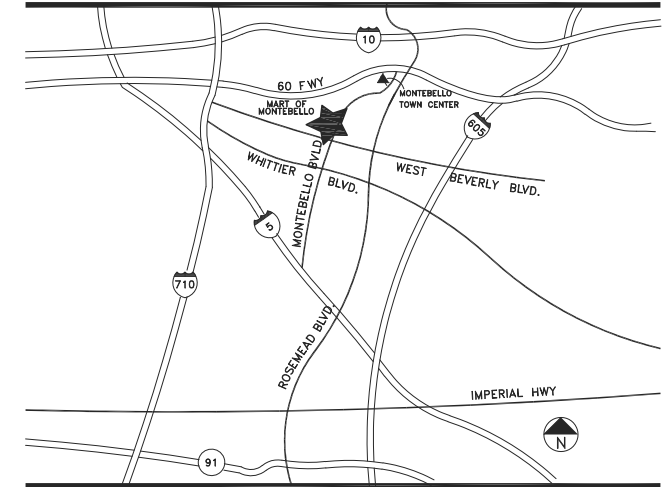 10
60 FWY
MART OF
MONTEBELLO
MONTEBELLO
TOWN CENTER
605
WHITTIER BLVD.
WEST BEVERLY BLVD.
MONTEBELLO BVLD.
5
710
ROSEMEAD BLVD.
IMPERIAL HWY
N
91